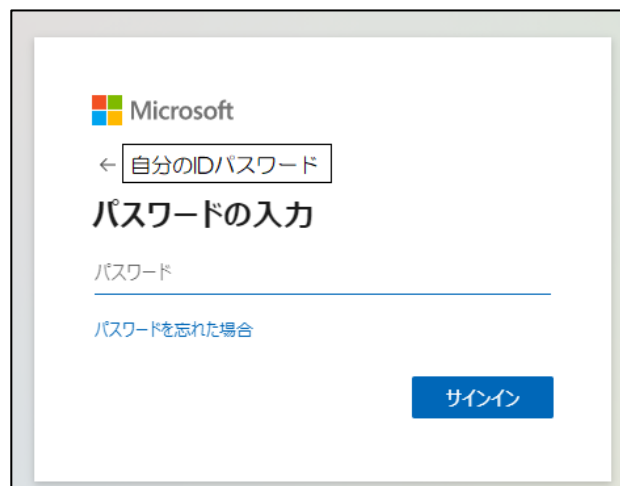 Microsoft
← 自分のIDパスワード
パスワードの入力
パスワード
パスワードを忘れた場合
サインイン